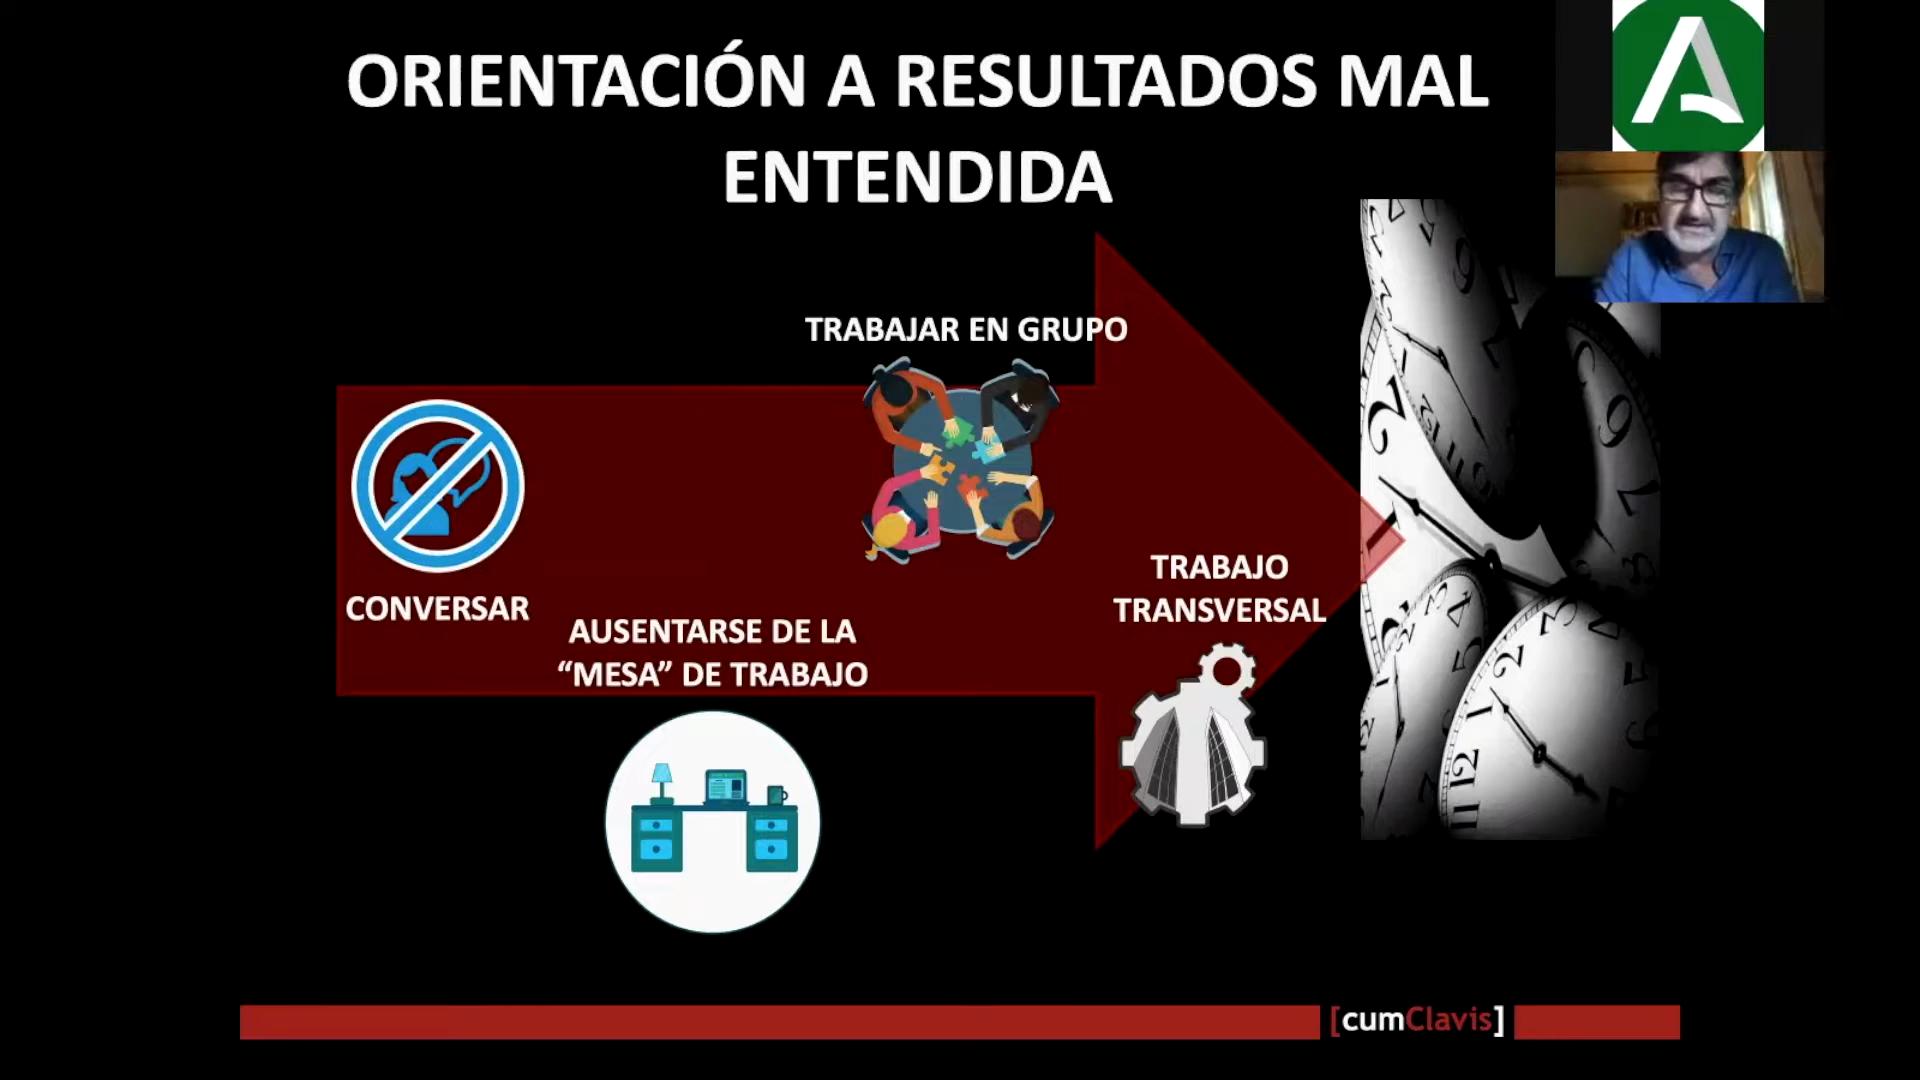 ORIENTACIÓN A RESULTADOS MAL
ENTENDIDA
TRABAJAR EN GRUPO
CONVERSAR
AUSENTARSE DE LA
“MESA” DE TRABAJO
TRABAJO
TRANSVERSAL
[cumClavis]